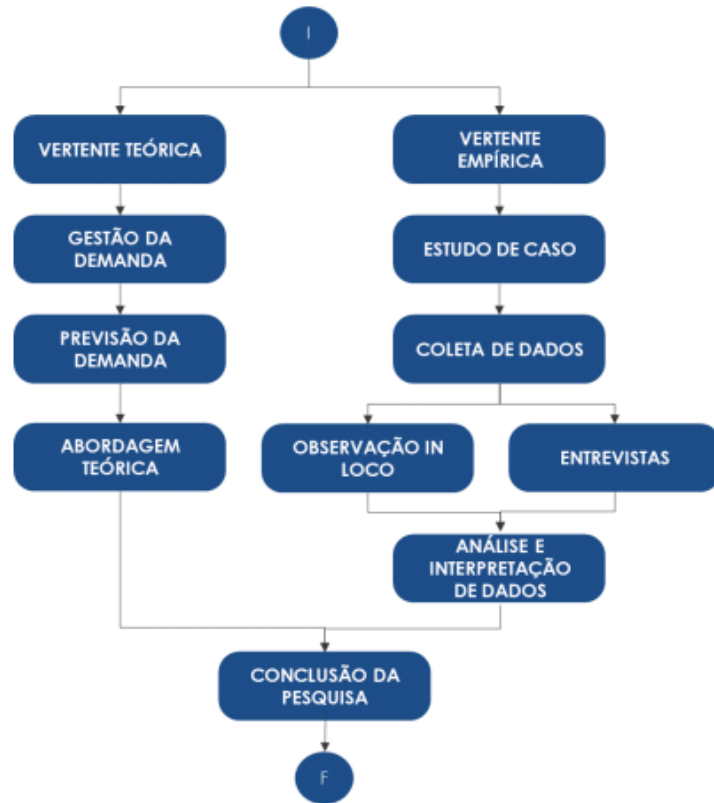 I
VERTENTE TEÓRICA
VERTENTE
EMPÍRICA
GESTÃO DA
DEMANDA
ESTUDO DE CASO
PREVISÃO DA
DEMANDA
COLETA DE DADOS
ABORDAGEM
TEÓRICA
OBSERVAÇÃO IN
LOCO
ENTREVISTAS
ANÁLISE E
INTERPRETAÇÃO
DE DADOS
CONCLUSÃO DA
PESQUISA
F